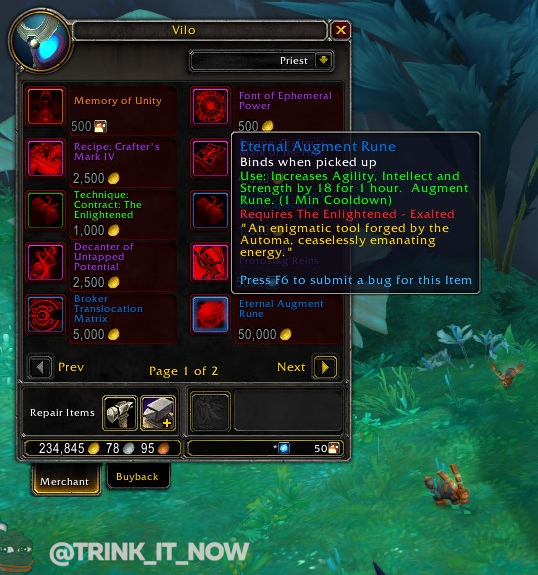 Vilo
Priest
Memory of Unity
500
Font of Ephemeral
Power
500
Recipe: Crafter's
Mark IV
2,500
Technique:
Contract: The
Enlightened
1,000
Decanter of
Untapped
Potential
2,500
Broker
Translocation
Matrix
5,000
Eternal Augment
Rune
50,000
Eternal Augment Rune
Binds when picked up
Use: Increases Agility, Intellect and
Strength by 18 for 1 hour. Augment
Rune. (1 Min Cooldown)
Requires The Enlightened - Exalted
"An enigmatic tool forged by the
Automa, ceaselessly emanating
energy."
Press F6 to submit a bug for this Item
Prev
Page 1 of 2
Next
Repair Items
234,845 78 95
* 50
Merchant
Buyback
@TRINK_IT_NOW